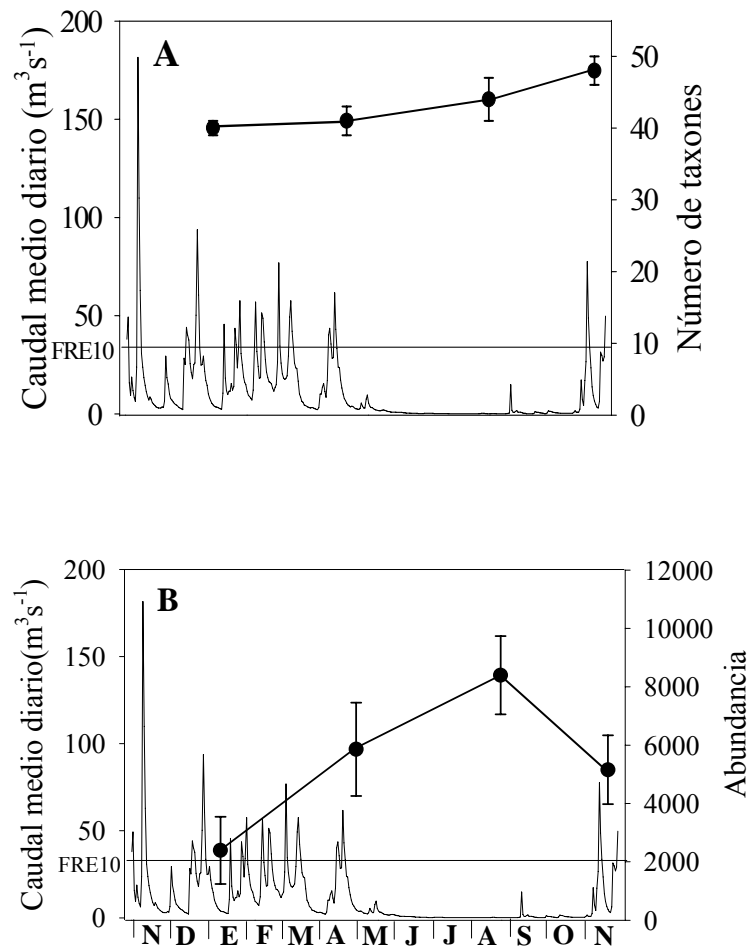 A
Caudal medio diario (m³s⁻¹)
200
150
100
50
FRE10
0
50
40
30
20
10
0
Número de taxones
B
Caudal medio diario(m³s⁻¹)
200
150
100
50
FRE10
0
12000
10000
8000
6000
4000
2000
0
Abundancia
N D E F M A M J J A S O N